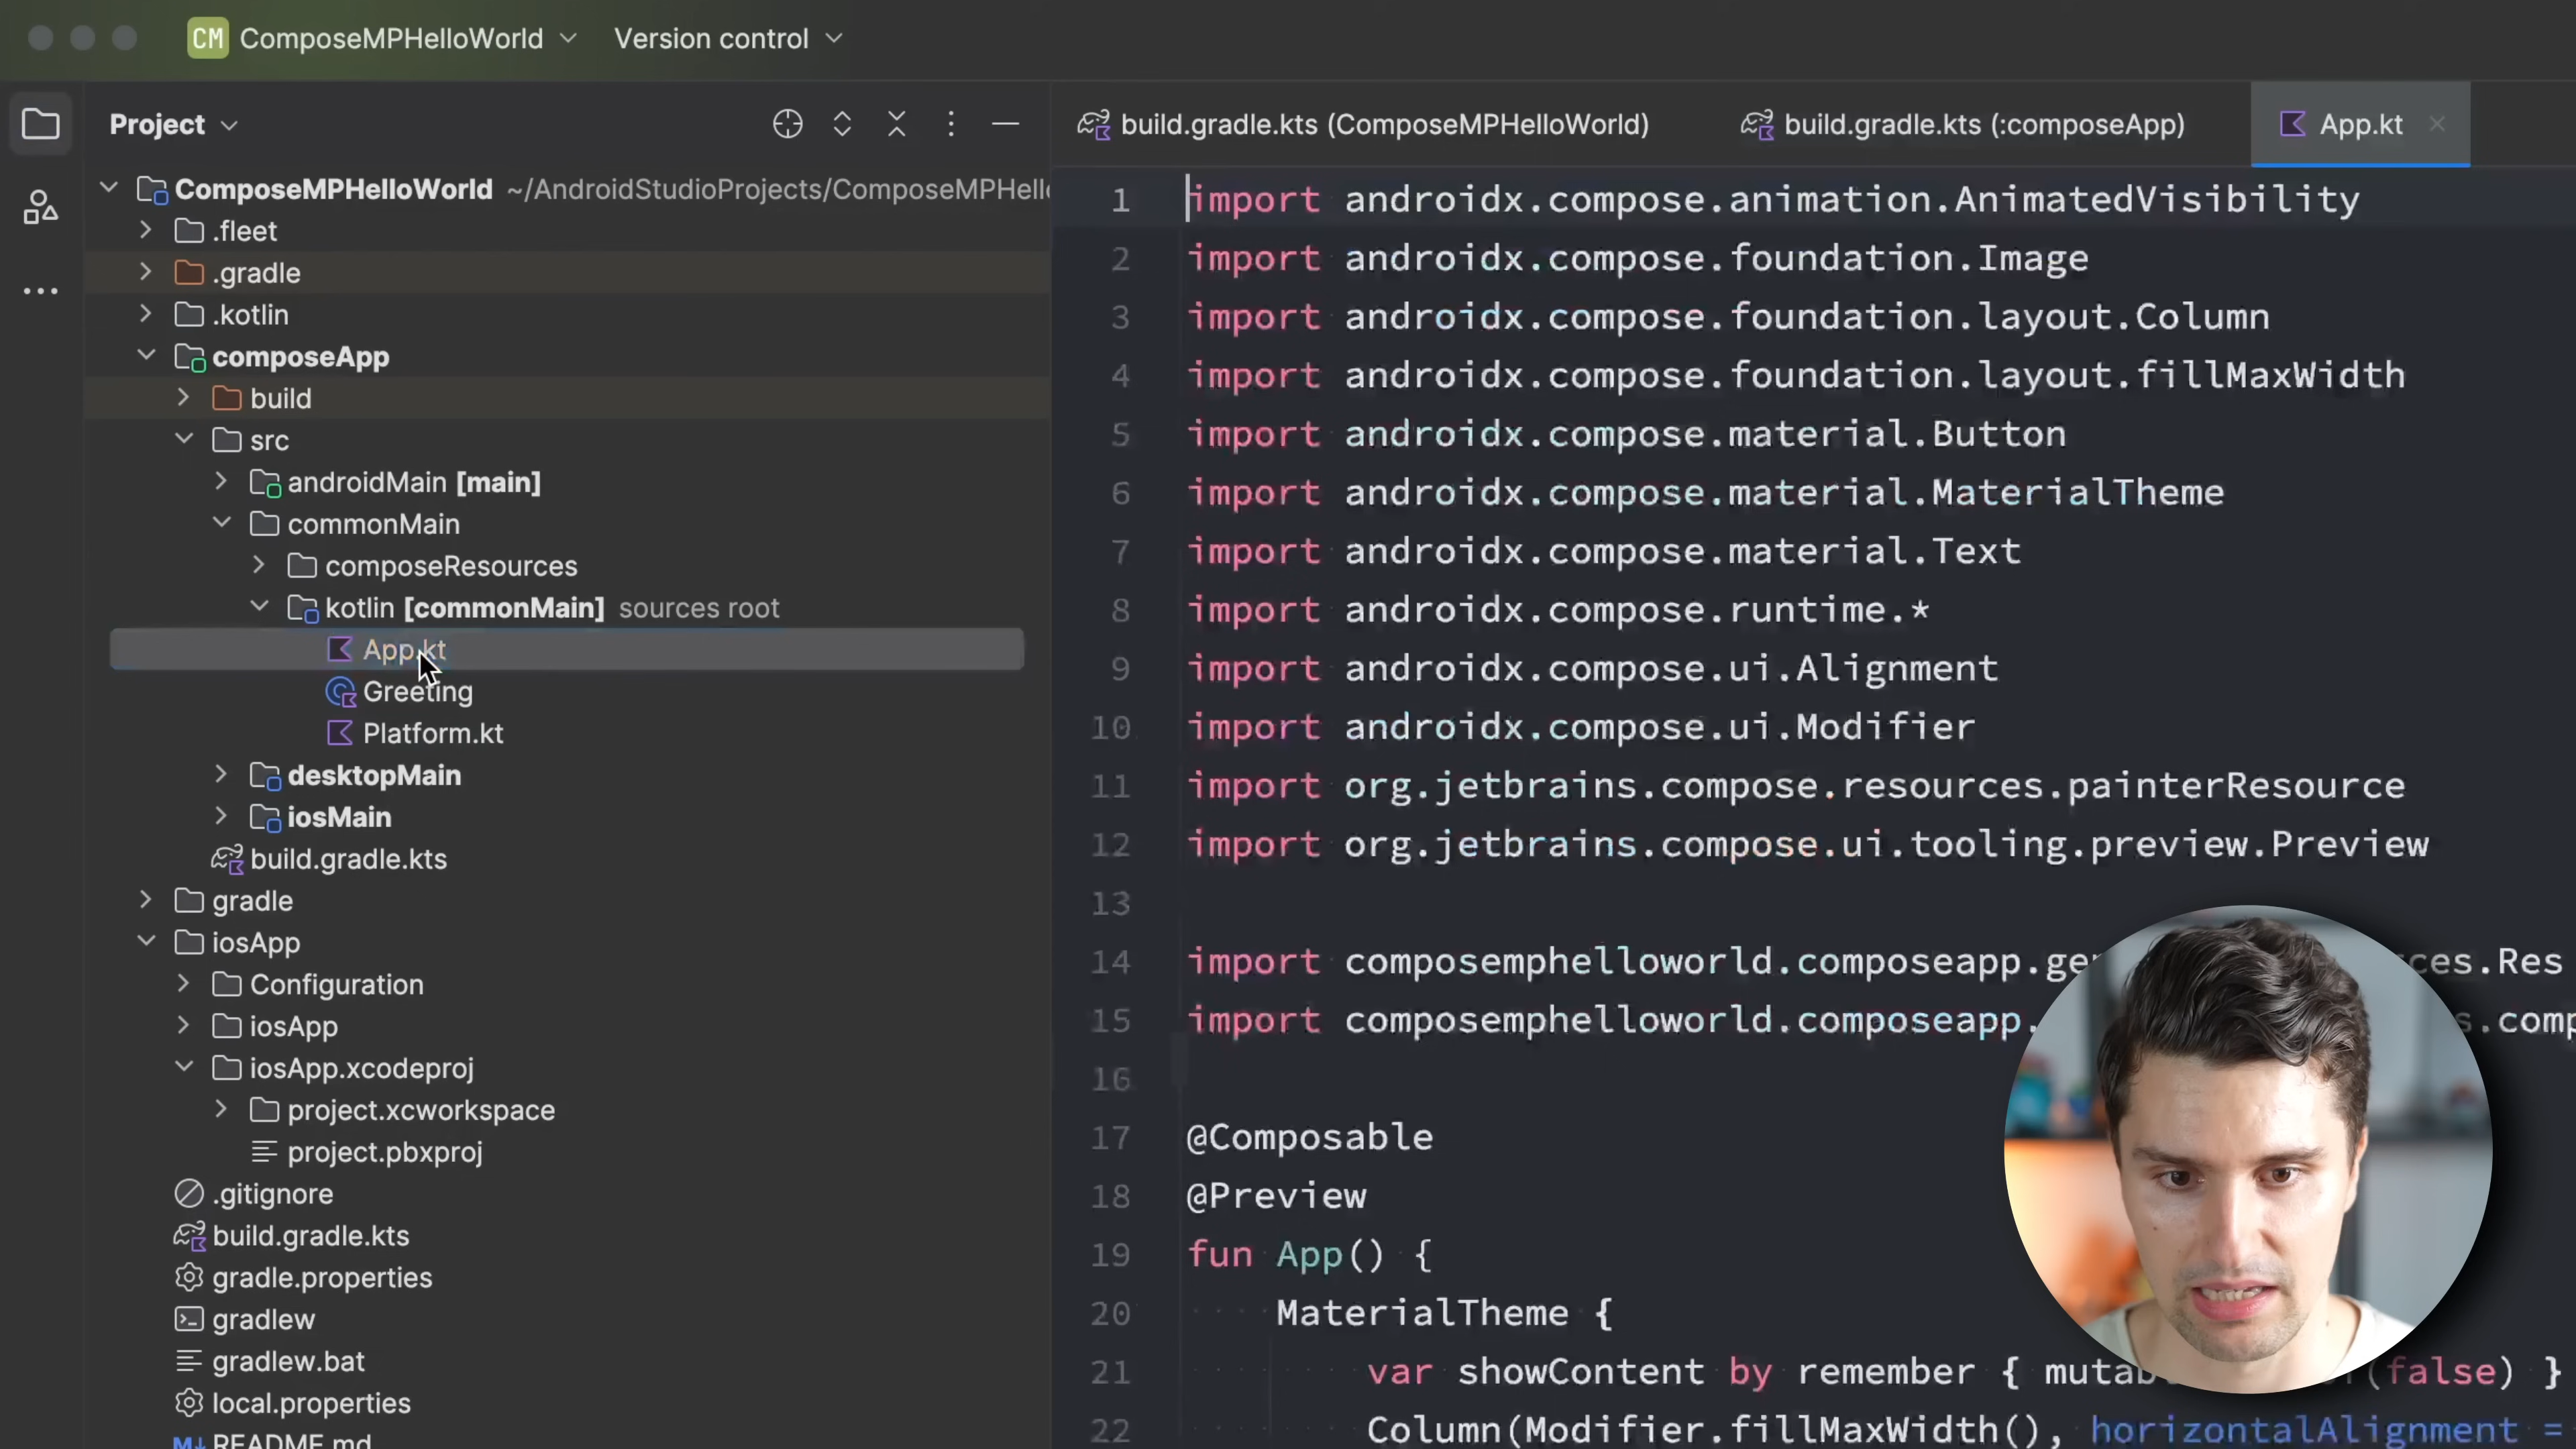 CM ComposeMPHelloWorld Version control
Project
ComposeMPHelloWorld ~/AndroidStudioProjects/ComposeMPHell
.fleet
.gradle
.kotlin
composeApp
build
src
androidMain [main]
commonMain
composeResources
kotlin [commonMain] sources root
App.kt
Greeting
Platform.kt
desktopMain
iosMain
build.gradle.kts
gradle
iosApp
Configuration
iosApp
iosApp.xcodeproj
project.xcworkspace
project.pbxproj
.gitignore
build.gradle.kts
gradle.properties
gradlew
gradlew.bat
local.properties
M↓ README.md
build.gradle.kts (ComposeMPHelloWorld) build.gradle.kts (:composeApp) App.kt
1 import androidx.compose.animation.AnimatedVisibility
2 import androidx.compose.foundation.Image
3 import androidx.compose.foundation.layout.Column
4 import androidx.compose.foundation.layout.fillMaxWidth
5 import androidx.compose.material.Button
6 import androidx.compose.material.MaterialTheme
7 import androidx.compose.material.Text
8 import androidx.compose.runtime.*
9 import androidx.compose.ui.Alignment
10 import androidx.compose.ui.Modifier
11 import org.jetbrains.compose.resources.painterResource
12 import org.jetbrains.compose.ui.tooling.preview.Preview
13
14 import composemphelloworld.composeapp.ge ces.Res
15 import composemphelloworld.composeapp. s.comp
16
17 @Composable
18 @Preview
19 fun App() {
20 MaterialTheme {
21 var showContent by remember { muta (false) }
22 Column(Modifier.fillMaxWidth(), horizontalAlignment =